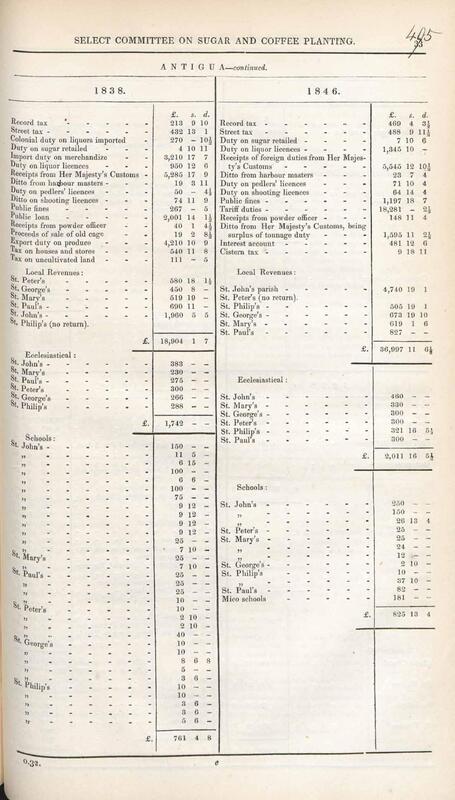 405
33
SELECT COMMITTEE ON SUGAR AND COFFEE PLANTING.
ANTIGUA—continued.
1838.
£. s. d.
Record tax - 213 9 10
Street tax - 432 13 1
Colonial duty on liquors imported - 270 – 10½
Duty on sugar retailed - 4 10 11
Import duty on merchandize - 3,210 17 7
Duty on liquor licences - 950 12 6
Receipts from Her Majesty's Customs - 5,285 17 9
Ditto from harbour masters - 19 3 11
Duty on pedlers' licences - 50 – 4½
Ditto on shooting licences - 74 11 9
Public fines - 267 – 5
Public loan - 2,001 14 1½
Receipts from powder officer - 40 1 4½
Proceeds of sale of old cage - 19 2 8½
Export duty on produce - 4,210 10 9
Tax on houses and stores - 540 11 8
Tax on uncultivated land - 111 – 5
Local Revenues:
St. Peter's - 580 18 1½
St. George's - 450 8 –
St. Mary's - 519 19 –
St. Paul's - 690 11 –
St. John's - 1,960 5 5
St. Philip's (no return).
£. 18,904 1 7
Ecclesiastical:
St. John's - 383 – –
St. Mary's - 230 – –
St. Paul's - 275 – –
St. Peter's - 300 – –
St. George's - 266 – –
St. Philip's - 288 – –
£. 1,742 – –
Schools:
St. John's - 150 – –
„ - 11 5 –
„ - 6 15 –
„ - 100 – –
„ - 6 6 –
„ - 100 – –
„ - 75 – –
„ - 9 12 –
„ - 9 12 –
„ - 9 12 –
„ - 9 12 –
„ - 25 – –
„ - 7 10 –
St. Mary's - 25 – –
„ - 7 10 –
St. Paul's - 25 – –
„ - 25 – –
„ - 25 – –
„ - 10 – –
St. Peter's - 10 – –
„ - 2 10 –
„ - 2 10 –
„ - 40 – –
St. George's - 10 – –
„ - 10 – –
„ - 8 6 8
„ - 5 – –
„ - 3 6 –
St. Philip's - 10 – –
„ - 10 – –
„ - 3 6 –
„ - 3 6 –
„ - 5 6 –
£. 761 4 8
1846.
£. s. d.
Record tax - 469 4 3½
Street tax - 488 9 11½
Duty on sugar retailed - 7 10 6
Duty on liquor licences - 1,345 10 –
Receipts of foreign duties from Her Majes-
ty's Customs - 5,545 12 10½
Ditto from harbour masters - 23 7 4
Duty on pedlers' licences - 71 10 4
Duty on shooting licences - 64 14 4
Public fines - 1,197 18 7
Tariff duties - 18,281 – 2½
Receipts from powder officer - 148 11 4
Ditto from Her Majesty's Customs, being
surplus of tonnage duty - 1,595 11 2½
Interest account - 481 12 6
Cistern tax - 9 18 11
Local Revenues:
St. John's parish - 4,740 19 1
St. Peter's (no return).
St. Philip's - 505 19 1
St. George's - 673 19 10
St. Mary's - 619 1 6
St. Paul's - 827 – –
£. 36,997 11 6½
Ecclesiastical:
St. John's - 460 – –
St. Mary's - 330 – –
St. George's - 300 – –
St. Peter's - 300 – –
St. Philip's - 321 16 5½
St. Paul's - 300 – –
£. 2,011 16 5½
Schools:
St. John's - 250 – –
„ - 150 – –
„ - 26 13 4
St. Peter's - 25 – –
St. Mary's - 25 – –
„ - 24 – –
„ - 12 – –
St. George's - 2 10 –
St. Philip's - 10 – –
„ - 37 10 –
St. Paul's - 82 – –
Mico schools - 181 – –
£. 825 13 4
0.32.
e